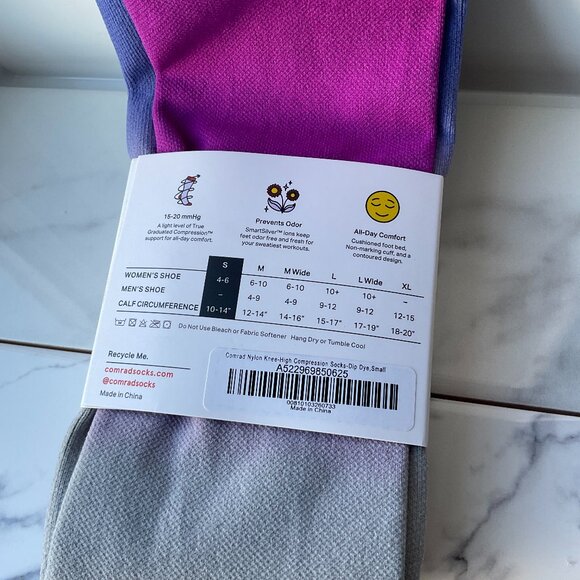 15-20 mmHg
A light level of True
Graduated Compression™
support for all-day comfort.
Prevents Odor
SmartSilver™ ions keep
feet odor free and fresh for
your sweatiest workouts.
All-Day Comfort
Cushioned foot bed,
Non-marking cuff, and a
contoured design.
S M M Wide L L Wide XL
WOMEN'S SHOE 4-6 6-10 6-10 10+ 10+ –
MEN'S SHOE – 4-9 4-9 9-12 9-12 12-15
CALF CIRCUMFERENCE 10-14" 12-14" 14-16" 15-17" 17-19" 18-20"
Do Not Use Bleach or Fabric Softener Hang Dry or Tumble Cool
Recycle Me.
comradsocks.com
@comradsocks
Made in China
Comrad Nylon Knee-High Compression Socks-Dip Dye,Small
A522969850625
00810103260733
Made in China